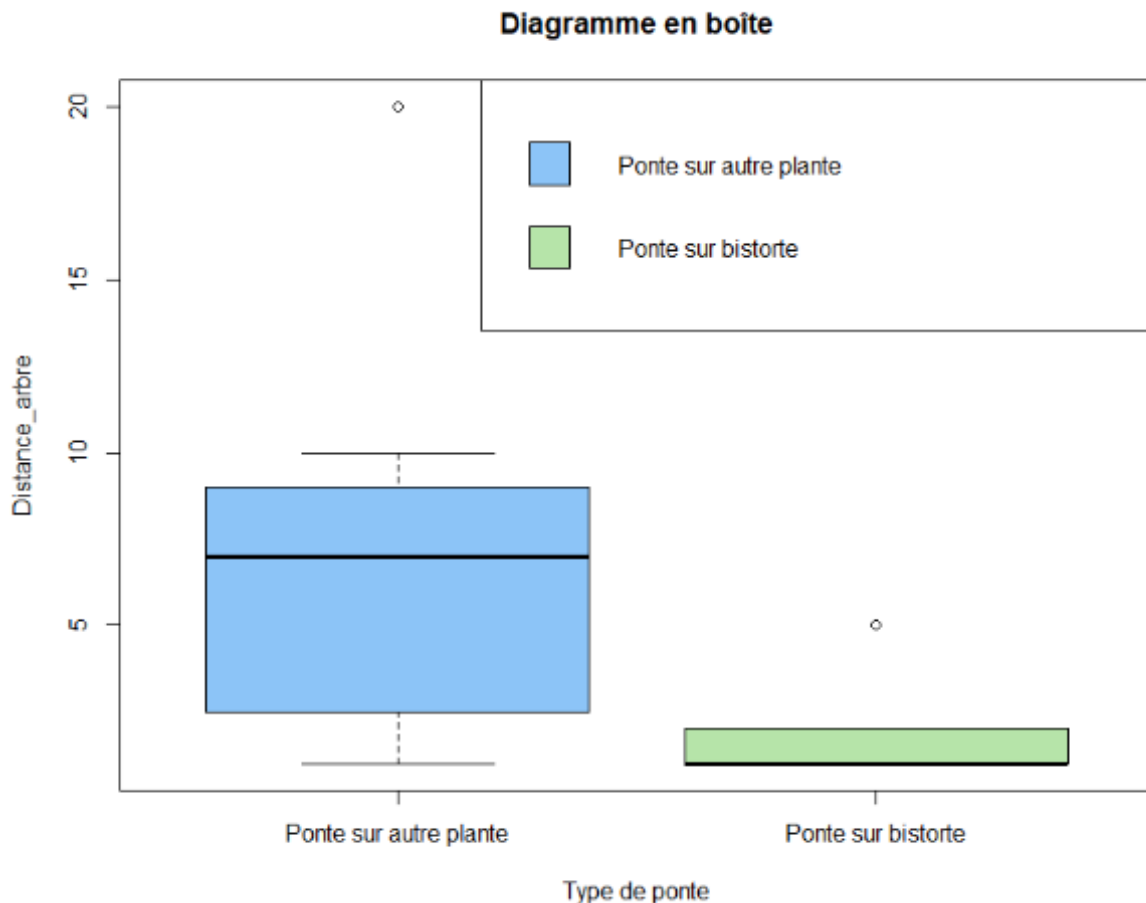 Diagramme en boîte
20
15
10
5
Distance_arbre
Ponte sur autre plante
Ponte sur bistorte
Ponte sur autre plante
Ponte sur bistorte
Type de ponte